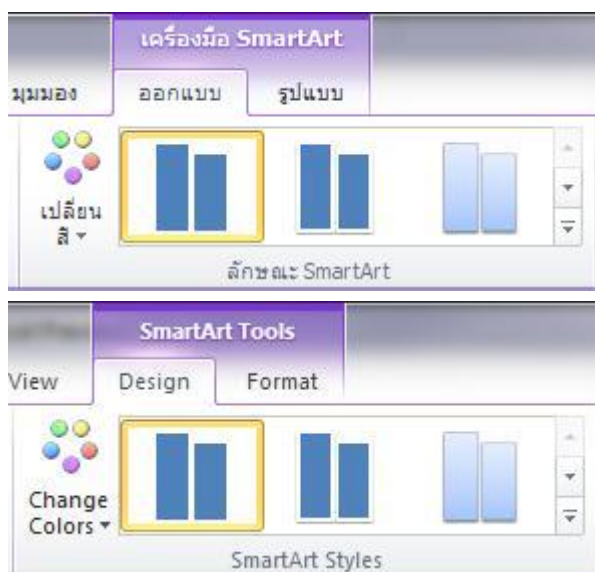 เครื่องมือ SmartArt
มุมมอง ออกแบบ รูปแบบ
เปลี่ยน
สี
ลักษณะ SmartArt
SmartArt Tools
View Design Format
Change
Colors
SmartArt Styles